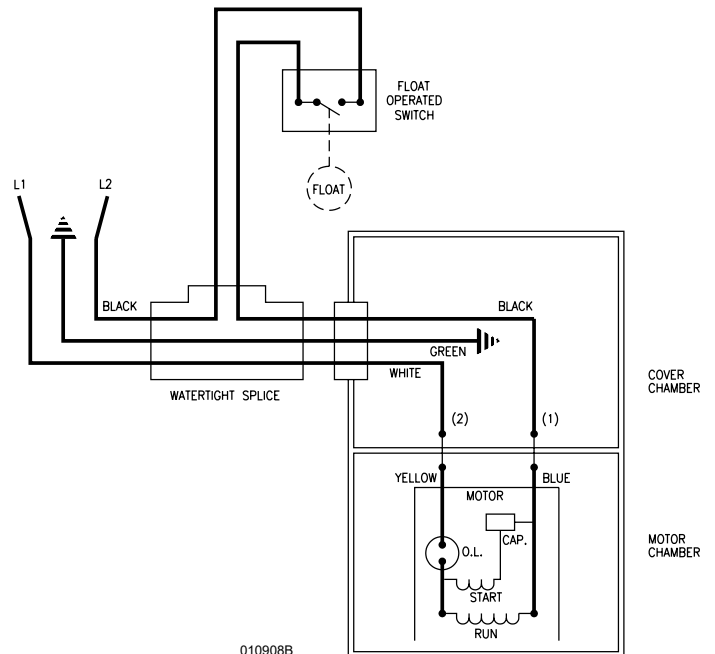 FLOAT
OPERATED
SWITCH
FLOAT
L1
L2
BLACK
BLACK
GREEN
WHITE
WATERTIGHT SPLICE
COVER
CHAMBER
(2)
(1)
YELLOW
BLUE
MOTOR
CAP.
O.L.
MOTOR
CHAMBER
START
RUN
010908B